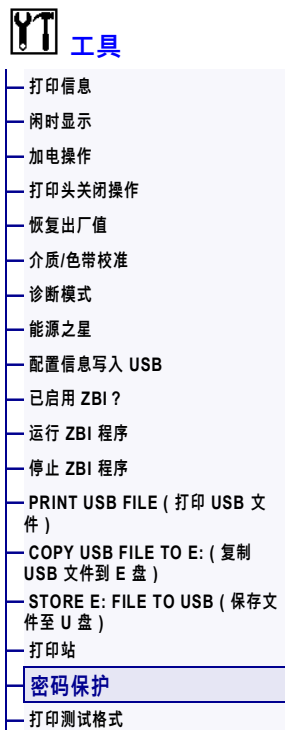 工具
打印信息
闲时显示
加电操作
打印头关闭操作
恢复出厂值
介质/色带校准
诊断模式
能源之星
配置信息写入 USB
已启用 ZBI ?
运行 ZBI 程序
停止 ZBI 程序
PRINT USB FILE ( 打印 USB 文
件 )
COPY USB FILE TO E: ( 复制
USB 文件到 E 盘 )
STORE E: FILE TO USB ( 保存文
件至 U 盘 )
打印站
密码保护
打印测试格式